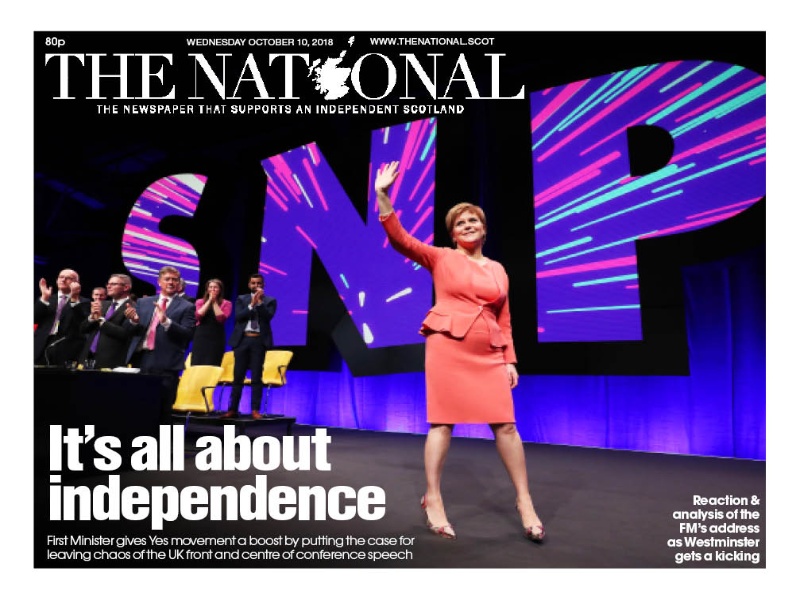 80p
WEDNESDAY OCTOBER 10, 2018
WWW.THENATIONAL.SCOT
THE NATIONAL
THE NEWSPAPER THAT SUPPORTS AN INDEPENDENT SCOTLAND
SNP
It's all about
independence
First Minister gives Yes movement a boost by putting the case for
leaving chaos of the UK front and centre of conference speech
Reaction &
analysis of the
FM's address
as Westminster
gets a kicking